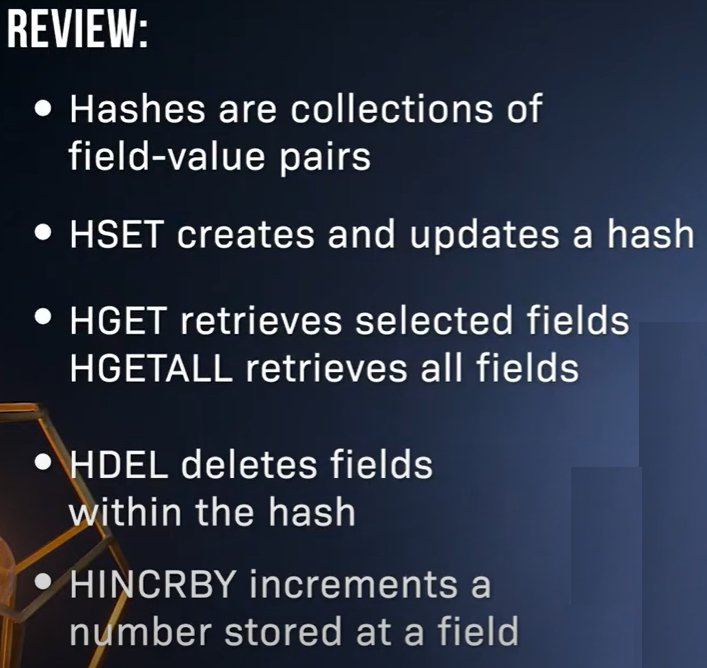 REVIEW:
• Hashes are collections of
field-value pairs
• HSET creates and updates a hash
• HGET retrieves selected fields
HGETALL retrieves all fields
• HDEL deletes fields
within the hash
• HINCRBY increments a
number stored at a field